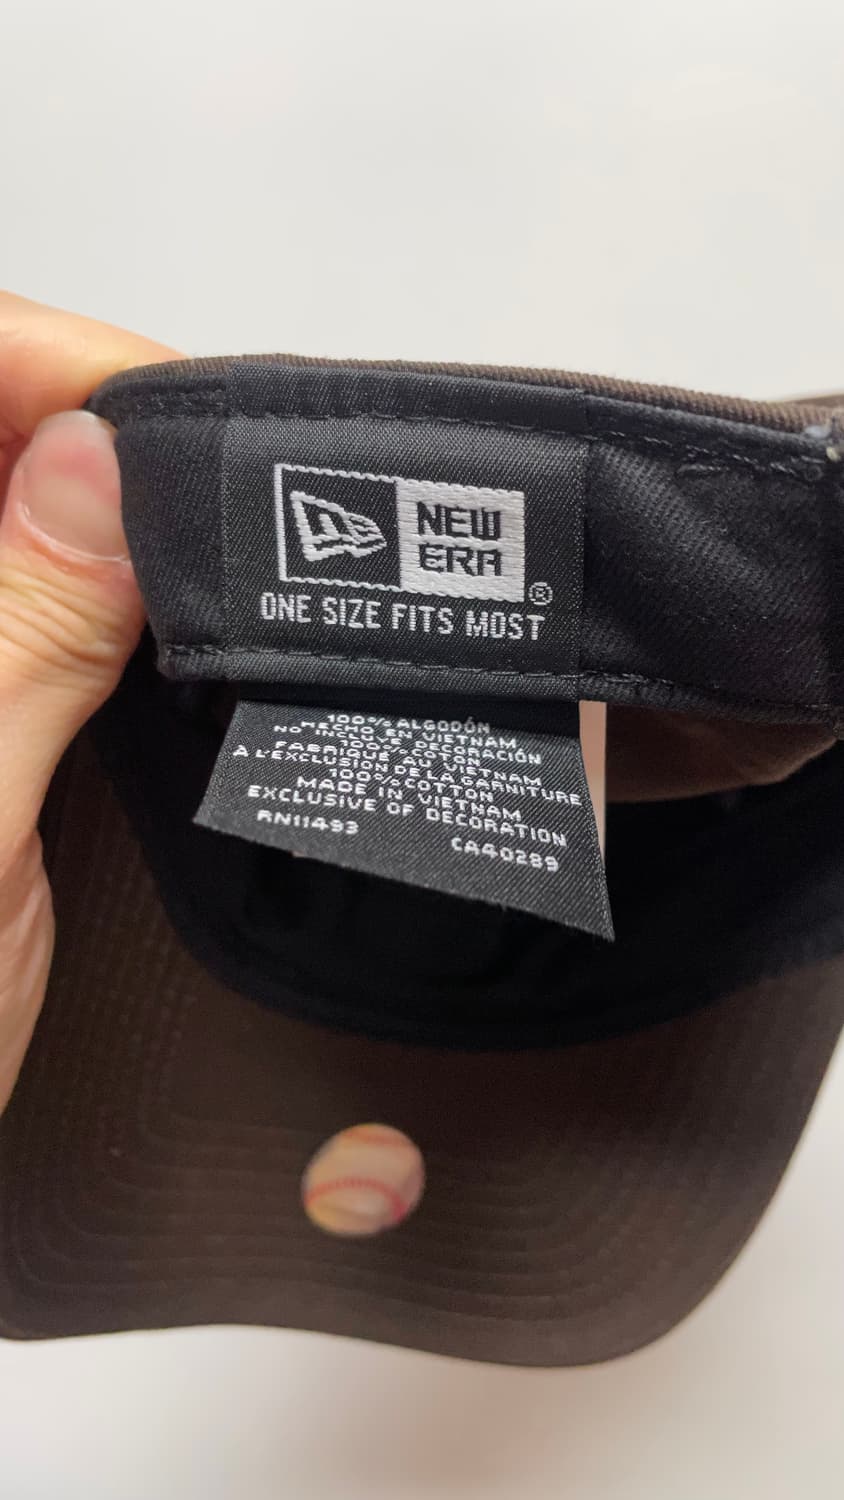 NEW
ERA
®
ONE SIZE FITS MOST
100% ALGODÓN
HECHO EN VIETNAM
NO INCLUYE DECORACIÓN
100% COTON
FABRIQUÉ AU VIETNAM
À L'EXCLUSION DE LA GARNITURE
100% COTTON
MADE IN VIETNAM
EXCLUSIVE OF DECORATION
RN11493
CA40289